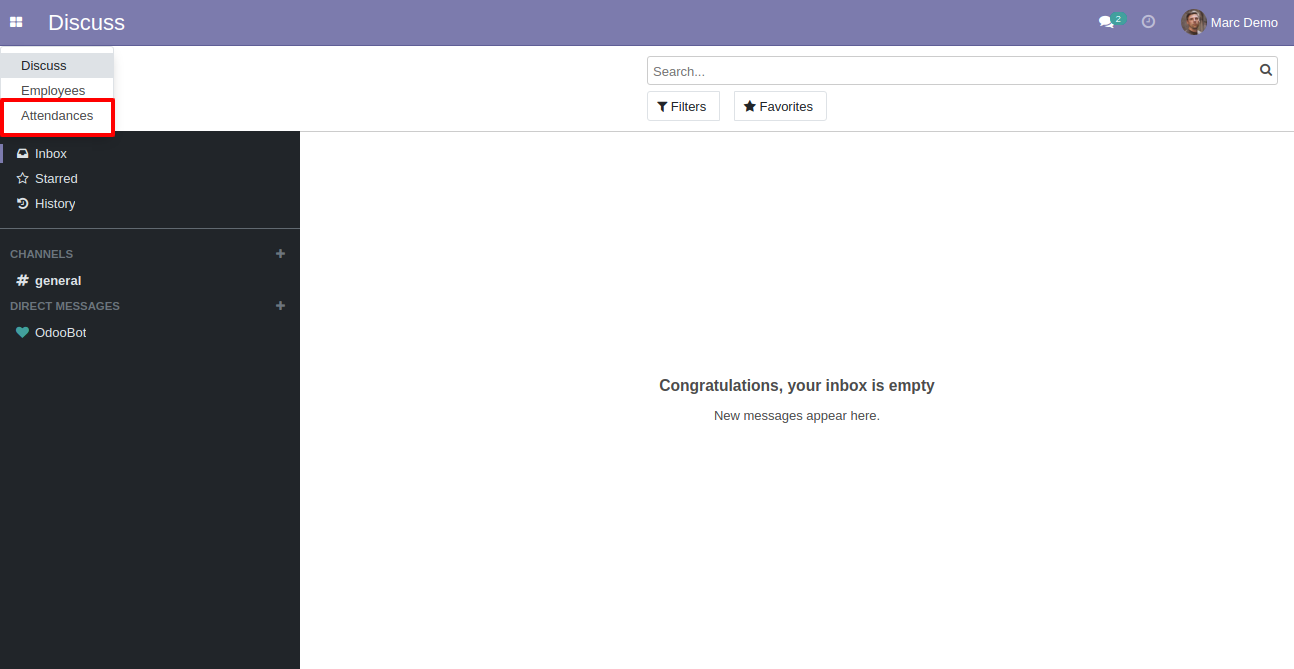 Discuss
2
Marc Demo
Discuss
Employees
Attendances
Search...
Filters
Favorites
Inbox
Starred
History
CHANNELS
general
DIRECT MESSAGES
OdooBot
Congratulations, your inbox is empty
New messages appear here.